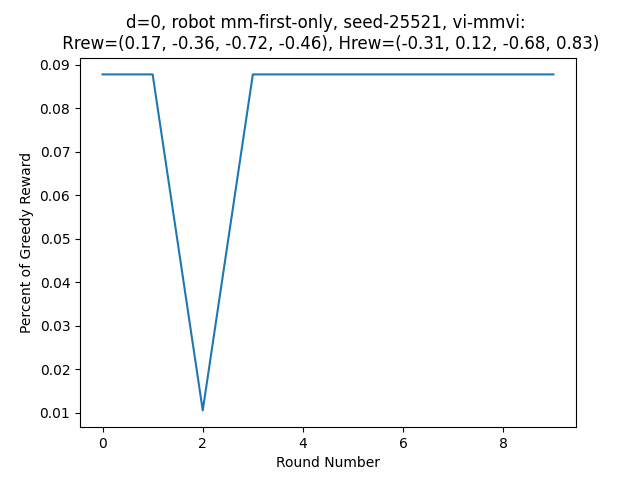 d=0, robot mm-first-only, seed-25521, vi-mmvi:
Rrew=(0.17, -0.36, -0.72, -0.46), Hrew=(-0.31, 0.12, -0.68, 0.83)
0.09
0.08
0.07
0.06
0.05
0.04
0.03
0.02
0.01
Percent of Greedy Reward
0 2 4 6 8
Round Number